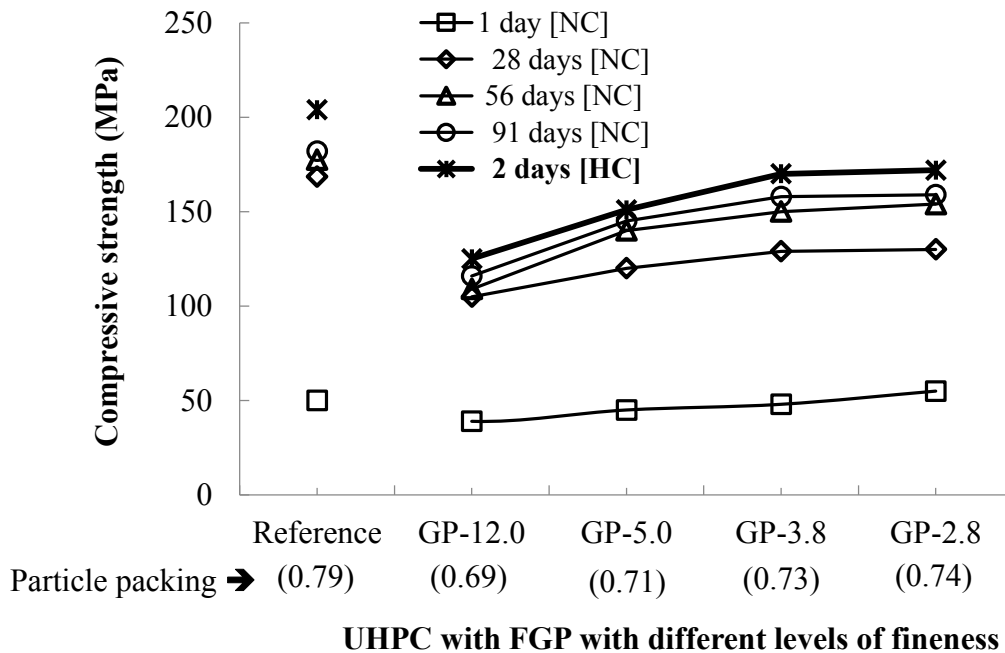 Compressive strength (MPa)
250
200
150
100
50
0
1 day [NC]
28 days [NC]
56 days [NC]
91 days [NC]
2 days [HC]
Reference GP-12.0 GP-5.0 GP-3.8 GP-2.8
Particle packing ➔ (0.79) (0.69) (0.71) (0.73) (0.74)
UHPC with FGP with different levels of fineness